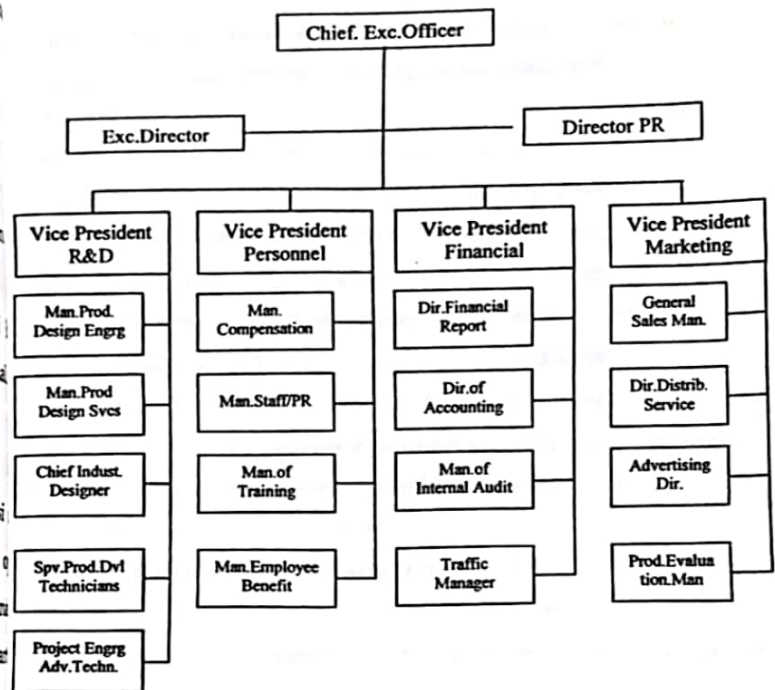 Chief. Exc.Officer
Exc.Director
Director PR
Vice President
R&D
Vice President
Personnel
Vice President
Financial
Vice President
Marketing
Man.Prod.
Design Engrg
Man.
Compensation
Dir.Financial
Report
General
Sales Man.
Man.Prod
Design Svcs
Man.Staff/PR
Dir.of
Accounting
Dir.Distrib.
Service
Chief Indust.
Designer
Man.of
Training
Man.of
Internal Audit
Advertising
Dir.
Spv.Prod.Dvl
Technicians
Man.Employee
Benefit
Traffic
Manager
Prod.Evalua
tion.Man
Project Engrg
Adv.Techn.